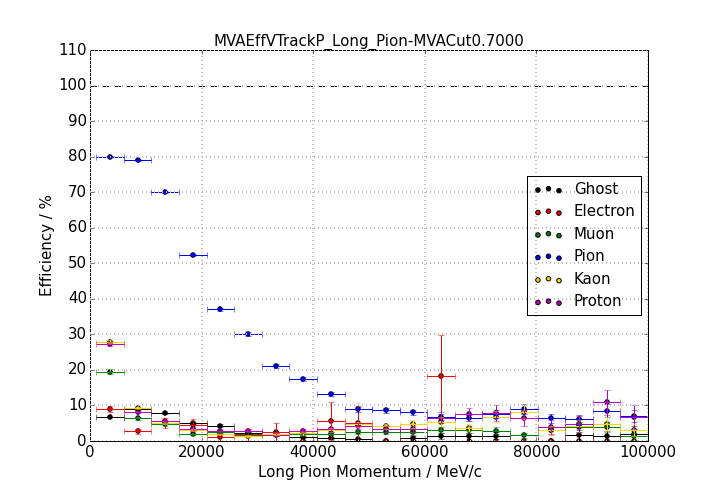 MVAEffVTrackP_Long_Pion-MVACut0.7000
110
100
90
80
70
60
50
40
30
20
10
0
Efficiency / %
Ghost
Electron
Muon
Pion
Kaon
Proton
0 20000 40000 60000 80000 100000
Long Pion Momentum / MeV/c